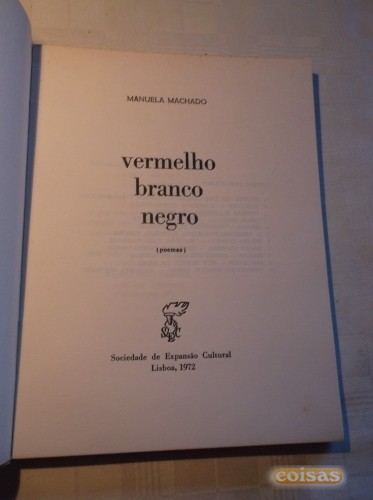 MANUELA MACHADO
vermelho
branco
negro
(poemas)
Sociedade de Expansão Cultural
Lisboa, 1972
coisas